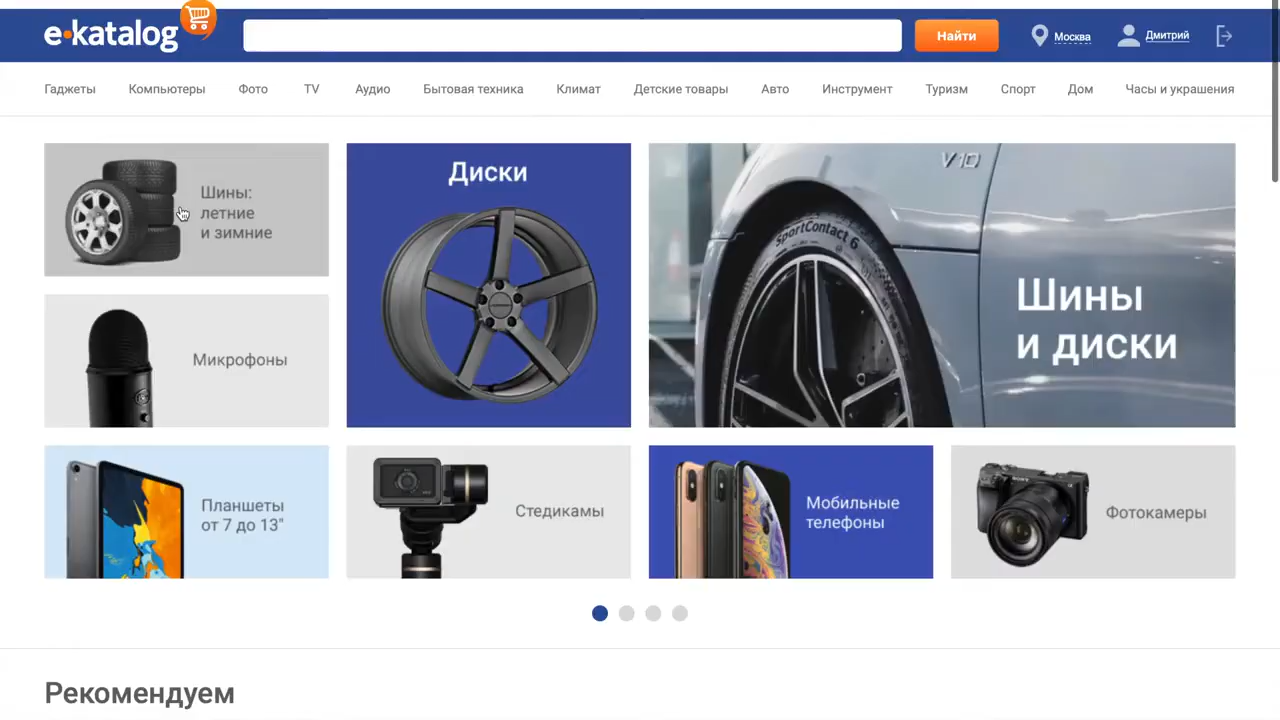 e·katalog
Найти
Москва
Дмитрий
Гаджеты Компьютеры Фото TV Аудио Бытовая техника Климат Детские товары Авто Инструмент Туризм Спорт Дом Часы и украшения
Шины:
летние
и зимние
Диски
V10
SportContact 6
Шины
и диски
Микрофоны
Планшеты
от 7 до 13"
Стедикамы
Мобильные
телефоны
SONY
Фотокамеры
Рекомендуем